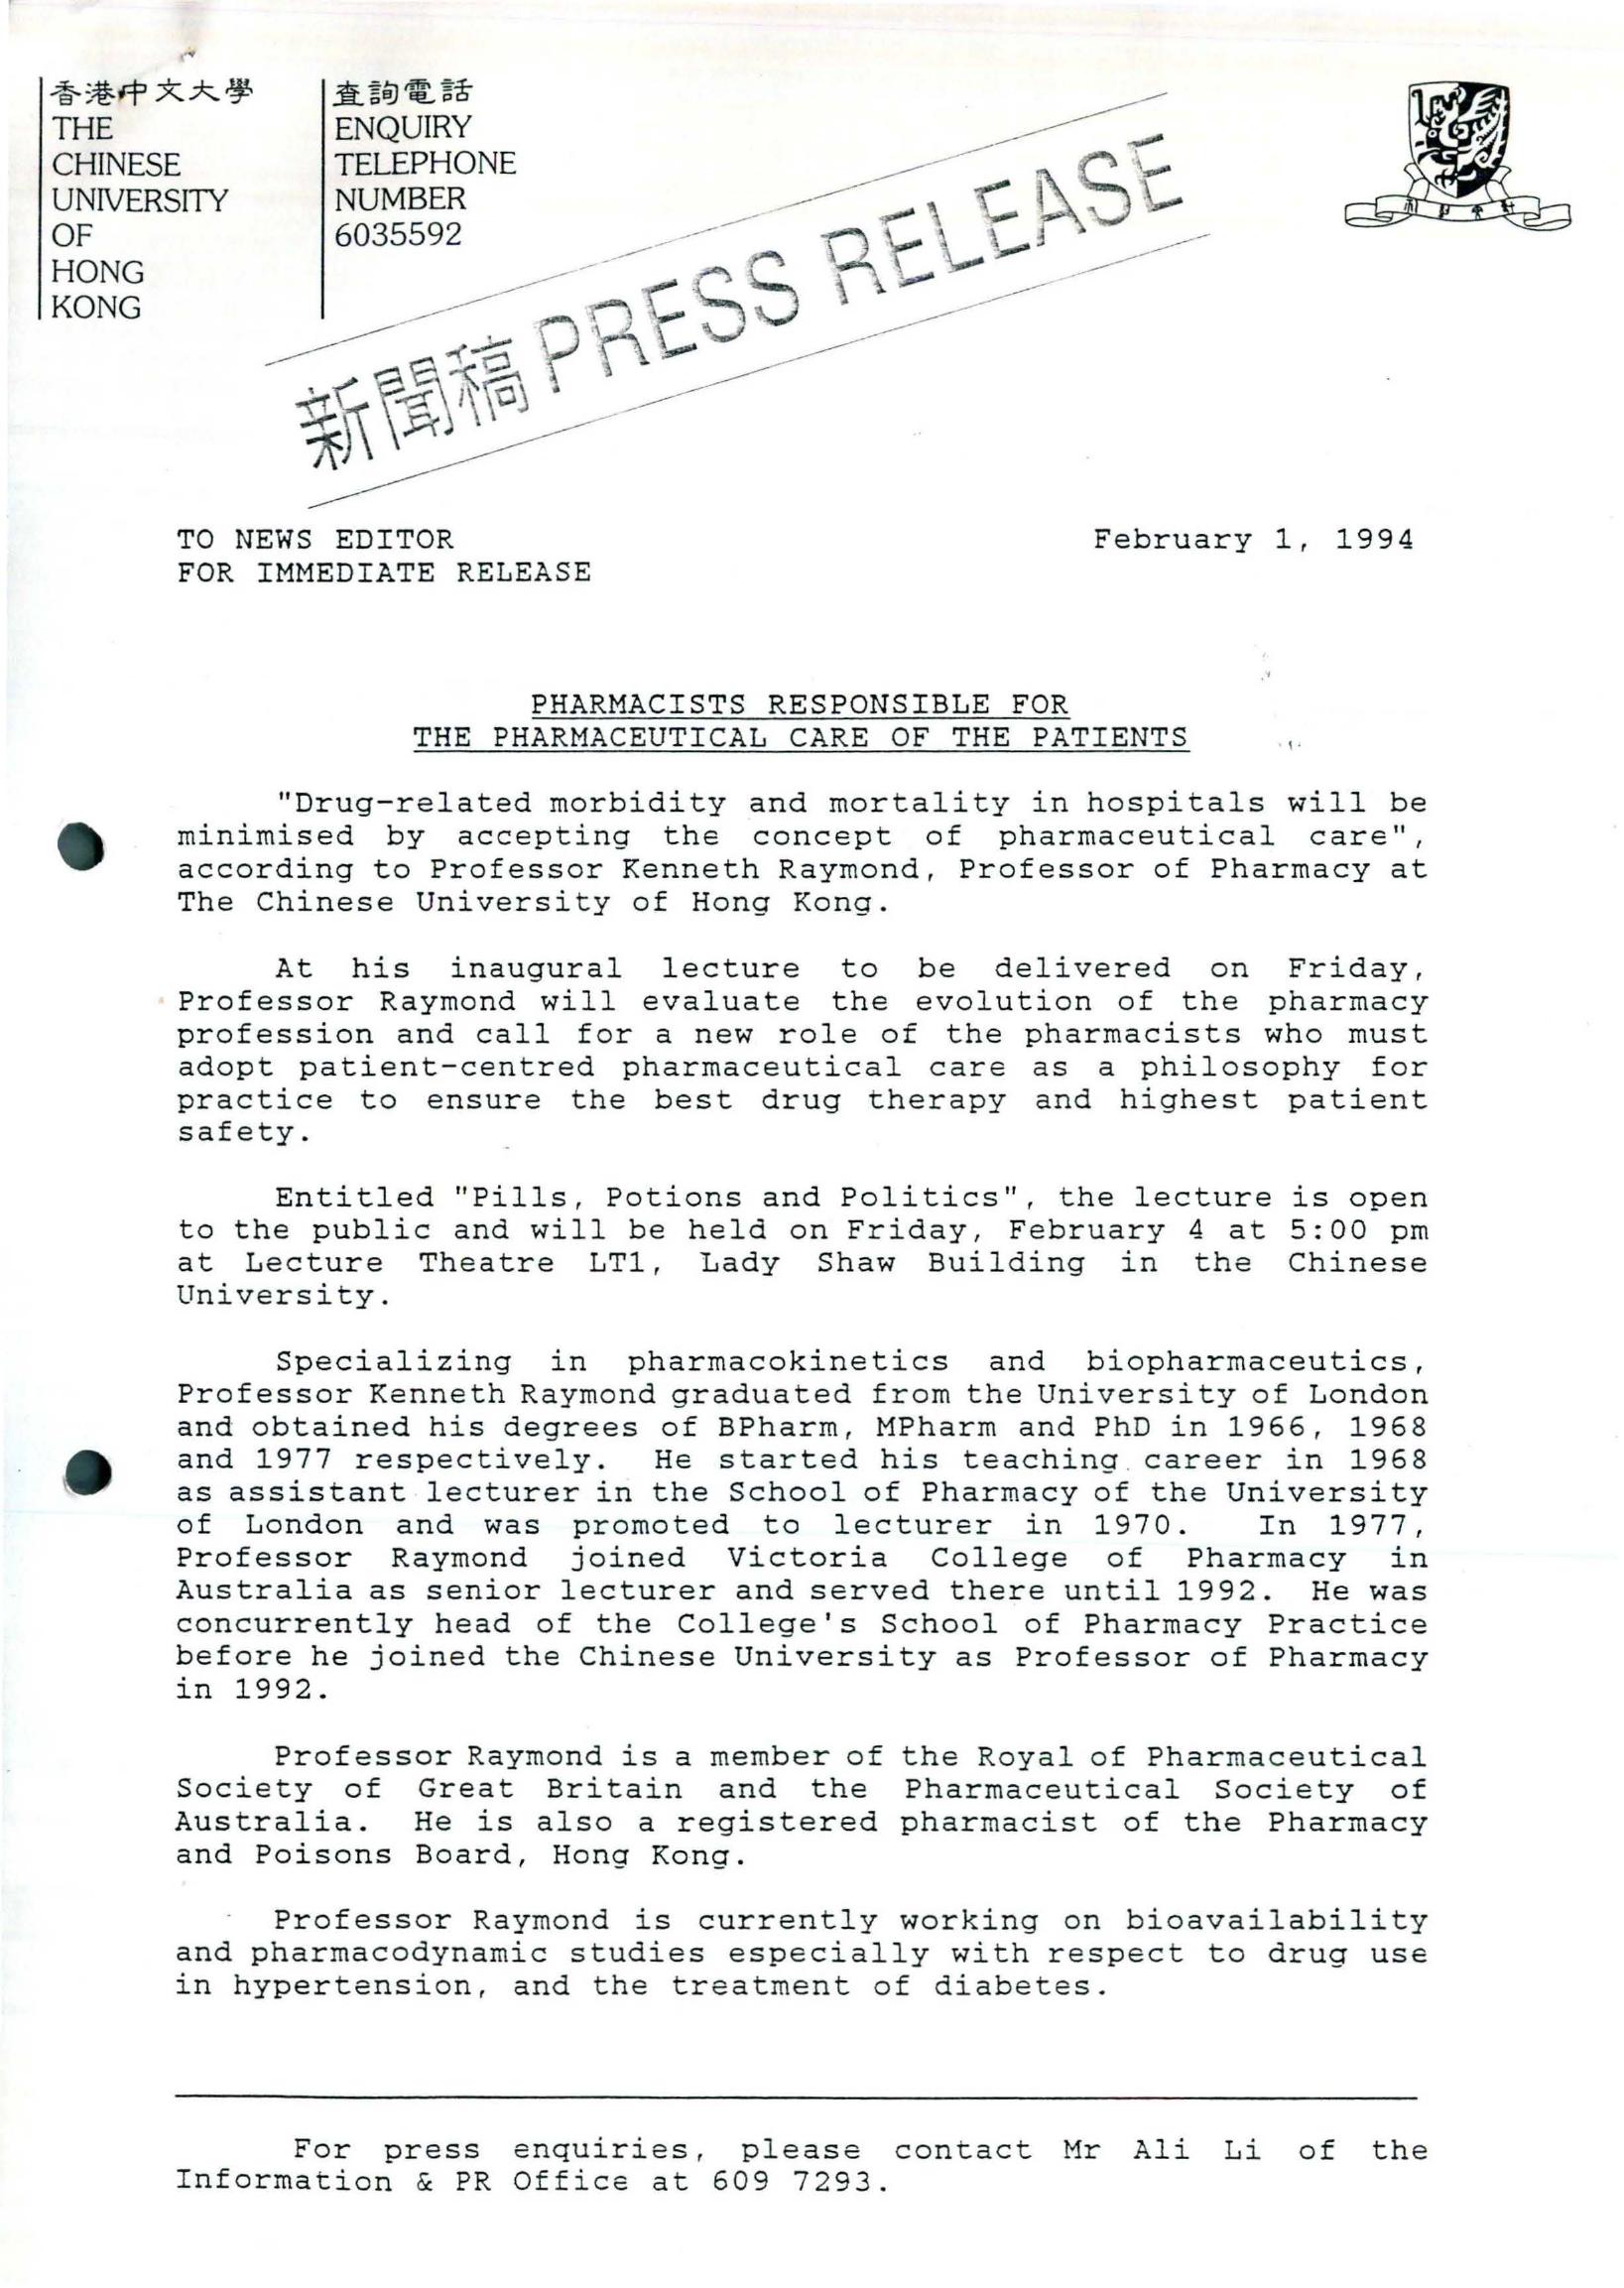 香港中文大學
THE
CHINESE
UNIVERSITY
OF
HONG
KONG
查詢電話
ENQUIRY
TELEPHONE
NUMBER
6035592
新聞稿 PRESS RELEASE
TO NEWS EDITOR
FOR IMMEDIATE RELEASE
February 1, 1994
PHARMACISTS RESPONSIBLE FOR
THE PHARMACEUTICAL CARE OF THE PATIENTS
"Drug-related morbidity and mortality in hospitals will be
minimised by accepting the concept of pharmaceutical care",
according to Professor Kenneth Raymond, Professor of Pharmacy at
The Chinese University of Hong Kong.
At his inaugural lecture to be delivered on Friday,
Professor Raymond will evaluate the evolution of the pharmacy
profession and call for a new role of the pharmacists who must
adopt patient-centred pharmaceutical care as a philosophy for
practice to ensure the best drug therapy and highest patient
safety.
Entitled "Pills, Potions and Politics", the lecture is open
to the public and will be held on Friday, February 4 at 5:00 pm
at Lecture Theatre LT1, Lady Shaw Building in the Chinese
University.
Specializing in pharmacokinetics and biopharmaceutics,
Professor Kenneth Raymond graduated from the University of London
and obtained his degrees of BPharm, MPharm and PhD in 1966, 1968
and 1977 respectively. He started his teaching career in 1968
as assistant lecturer in the School of Pharmacy of the University
of London and was promoted to lecturer in 1970. In 1977,
Professor Raymond joined Victoria College of Pharmacy in
Australia as senior lecturer and served there until 1992. He was
concurrently head of the College's School of Pharmacy Practice
before he joined the Chinese University as Professor of Pharmacy
in 1992.
Professor Raymond is a member of the Royal of Pharmaceutical
Society of Great Britain and the Pharmaceutical Society of
Australia. He is also a registered pharmacist of the Pharmacy
and Poisons Board, Hong Kong.
Professor Raymond is currently working on bioavailability
and pharmacodynamic studies especially with respect to drug use
in hypertension, and the treatment of diabetes.
For press enquiries, please contact Mr Ali Li of the
Information & PR Office at 609 7293.